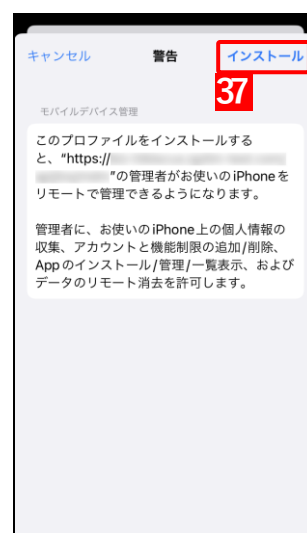 キャンセル 警告 インストール
37
モバイルデバイス管理
このプロファイルをインストールする
と、“https://
”の管理者がお使いのiPhoneを
リモートで管理できるようになります。
管理者に、お使いのiPhone上の個人情報の
収集、アカウントと機能制限の追加/削除、
Appのインストール/管理/一覧表示、および
データのリモート消去を許可します。